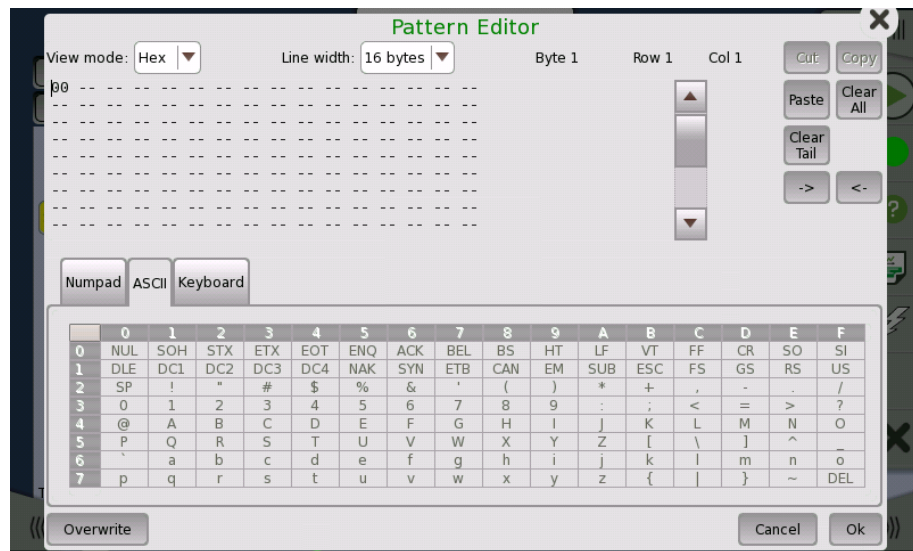 Pattern Editor
View mode: Hex Line width: 16 bytes Byte 1 Row 1 Col 1 Cut Copy
00 -- -- -- -- -- -- -- -- -- -- -- -- -- -- --
-- -- -- -- -- -- -- -- -- -- -- -- -- -- -- --
-- -- -- -- -- -- -- -- -- -- -- -- -- -- -- --
-- -- -- -- -- -- -- -- -- -- -- -- -- -- -- --
-- -- -- -- -- -- -- -- -- -- -- -- -- -- -- --
-- -- -- -- -- -- -- -- -- -- -- -- -- -- -- --
-- -- -- -- -- -- -- -- -- -- -- -- -- -- -- --
-- -- -- -- -- -- -- -- -- -- -- -- -- -- -- --
-- -- -- -- -- -- -- -- -- -- -- -- -- -- -- --
Paste Clear All
Clear Tail
-> <-
Numpad ASCII Keyboard
0 1 2 3 4 5 6 7 8 9 A B C D E F
0 NUL SOH STX ETX EOT ENQ ACK BEL BS HT LF VT FF CR SO SI
1 DLE DC1 DC2 DC3 DC4 NAK SYN ETB CAN EM SUB ESC FS GS RS US
2 SP ! " # $ % & ' ( ) * + , - . /
3 0 1 2 3 4 5 6 7 8 9 : ; < = > ?
4 @ A B C D E F G H I J K L M N O
5 P Q R S T U V W X Y Z [ \ ] ^ _
6 ` a b c d e f g h i j k l m n o
7 p q r s t u v w x y z { | } ~ DEL
Overwrite Cancel Ok